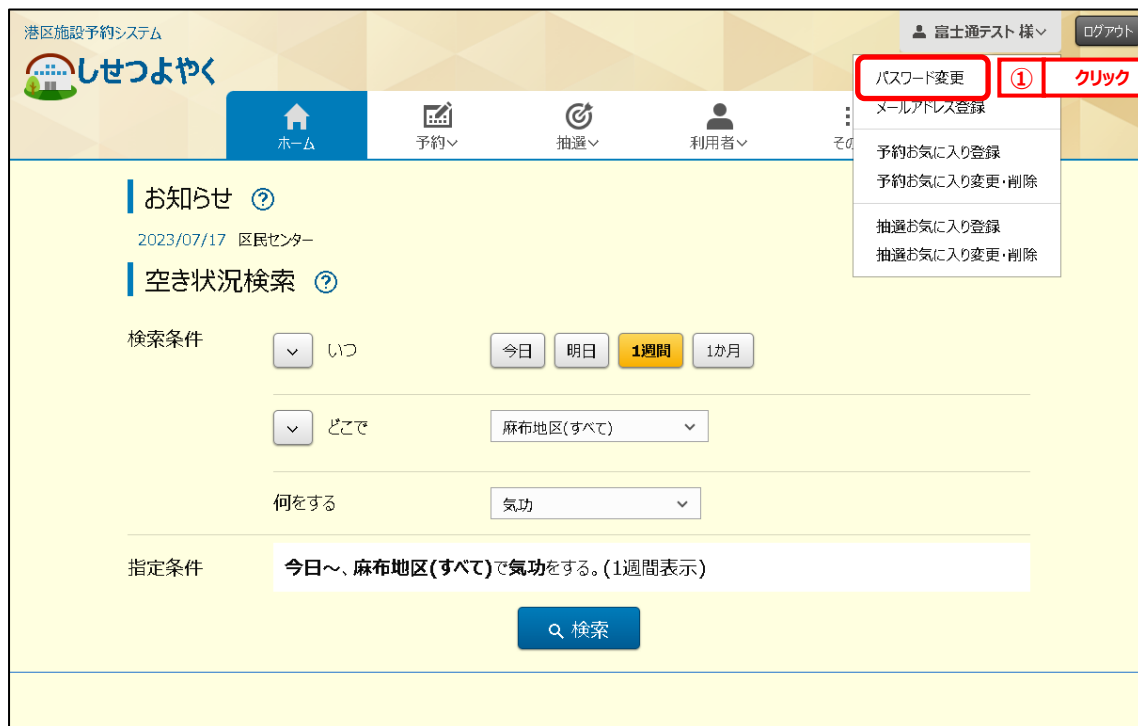 港区施設予約システム
しせつよやく
富士通テスト 様
ログアウト
パスワード変更
① クリック
メールアドレス登録
予約お気に入り登録
予約お気に入り変更・削除
抽選お気に入り登録
抽選お気に入り変更・削除
ホーム 予約 抽選 利用者 その
お知らせ ?
2023/07/17 区民センター
空き状況検索 ?
検索条件 いつ 今日 明日 1週間 1か月
どこで 麻布地区(すべて)
何をする 気功
指定条件 今日～、麻布地区(すべて)で気功をする。(1週間表示)
検索